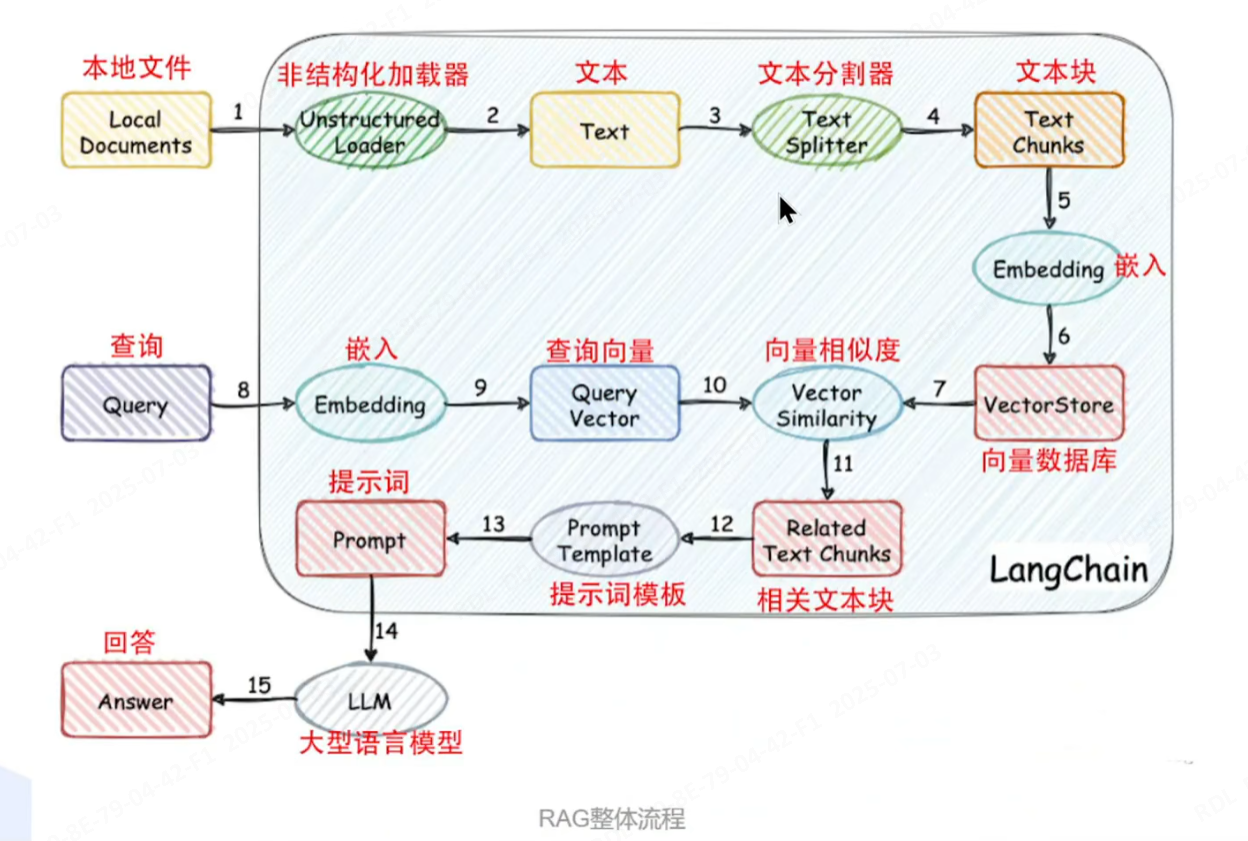 本地文件
非结构化加载器
文本
文本分割器
文本块
Local
Documents
1
Unstructured
Loader
2
Text
3
Text
Splitter
4
Text
Chunks
5
Embedding
嵌入
6
查询
嵌入
查询向量
向量相似度
Query
8
Embedding
9
Query
Vector
10
Vector
Similarity
7
VectorStore
向量数据库
11
提示词
Prompt
13
Prompt
Template
12
Related
Text Chunks
提示词模板
相关文本块
LangChain
14
回答
Answer
15
LLM
大型语言模型
RAG整体流程